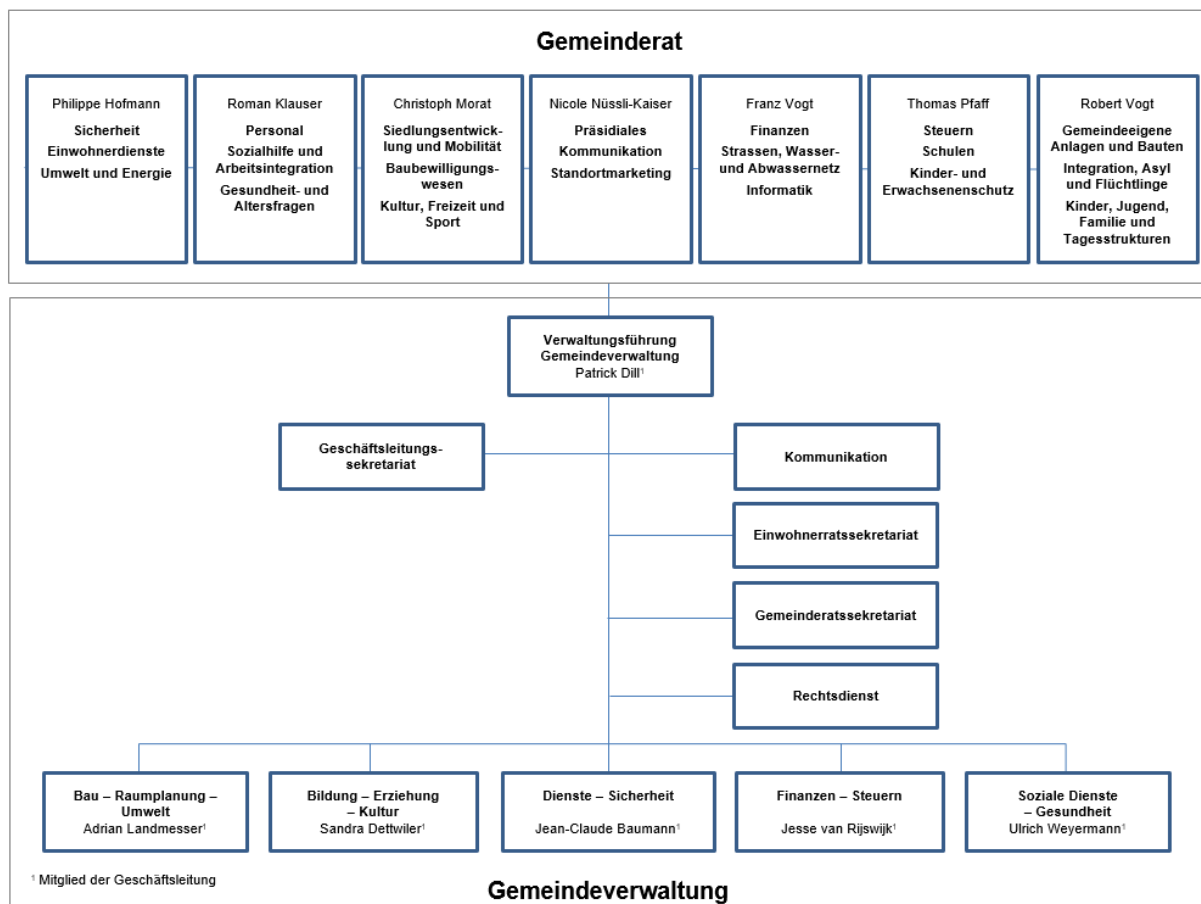 Gemeinderat
Philippe Hofmann
Sicherheit
Einwohnerdienste
Umwelt und Energie
Roman Klauser
Personal
Sozialhilfe und
Arbeitsintegration
Gesundheit- und
Altersfragen
Christoph Morat
Siedlungsentwick-
lung und Mobilität
Baubewilligungs-
wesen
Kultur, Freizeit und
Sport
Nicole Nüssli-Kaiser
Präsidiales
Kommunikation
Standortmarketing
Franz Vogt
Finanzen
Strassen, Wasser-
und Abwassernetz
Informatik
Thomas Pfaff
Steuern
Schulen
Kinder- und
Erwachsenenschutz
Robert Vogt
Gemeindeeigene
Anlagen und Bauten
Integration, Asyl
und Flüchtlinge
Kinder, Jugend,
Familie und
Tagesstrukturen
Verwaltungsführung
Gemeindeverwaltung
Patrick Dill¹
Geschäftsleitungs-
sekretariat
Kommunikation
Einwohnerratssekretariat
Gemeinderatssekretariat
Rechtsdienst
Bau – Raumplanung –
Umwelt
Adrian Landmesser¹
Bildung – Erziehung
– Kultur
Sandra Dettwiler¹
Dienste – Sicherheit
Jean-Claude Baumann¹
Finanzen – Steuern
Jesse van Rijswijk¹
Soziale Dienste
– Gesundheit
Ulrich Weyermann¹
¹ Mitglied der Geschäftsleitung
Gemeindeverwaltung